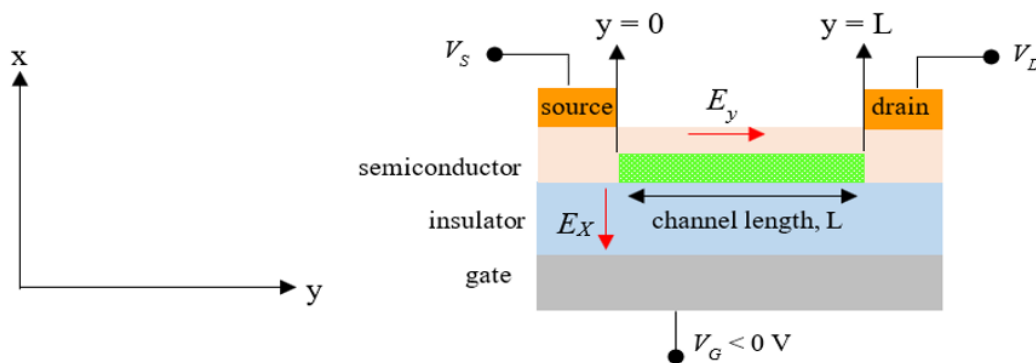 x
y
y = 0
y = L
V_S
V_D
source
E_y
drain
semiconductor
insulator
E_X
channel length, L
gate
V_G < 0 V